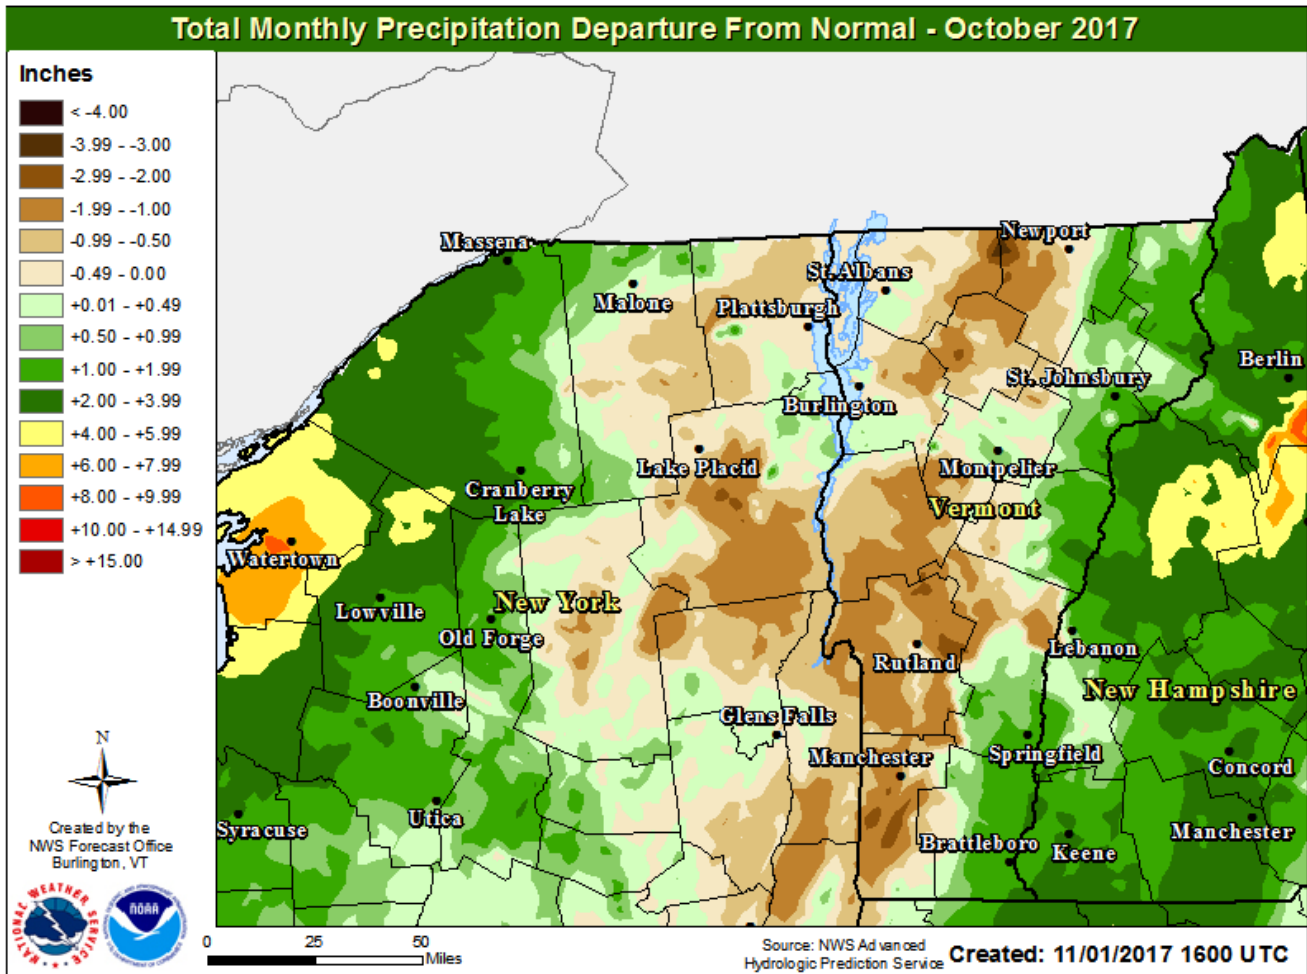 Total Monthly Precipitation Departure From Normal - October 2017
Inches
< -4.00
-3.99 - -3.00
-2.99 - -2.00
-1.99 - -1.00
-0.99 - -0.50
-0.49 - 0.00
+0.01 - +0.49
+0.50 - +0.99
+1.00 - +1.99
+2.00 - +3.99
+4.00 - +5.99
+6.00 - +7.99
+8.00 - +9.99
+10.00 - +14.99
> +15.00
Massena
Newport
St. Albans
Malone
Plattsburgh
Berlin
St. Johnsbury
Burlington
Lake Placid
Montpelier
Cranberry
Lake
Vermont
Watertown
New York
Lowville
Old Forge
Rutland
Lebanon
New Hampshire
Boonville
Glens Falls
Manchester
Springfield
Concord
Syracuse
Utica
Manchester
Brattleboro
Keene
N
Created by the
NWS Forecast Office
Burlington, VT
NATIONAL WEATHER SERVICE
NOAA
0 25 50
Miles
Source: NWS Advanced
Hydrologic Prediction Service
Created: 11/01/2017 1600 UTC